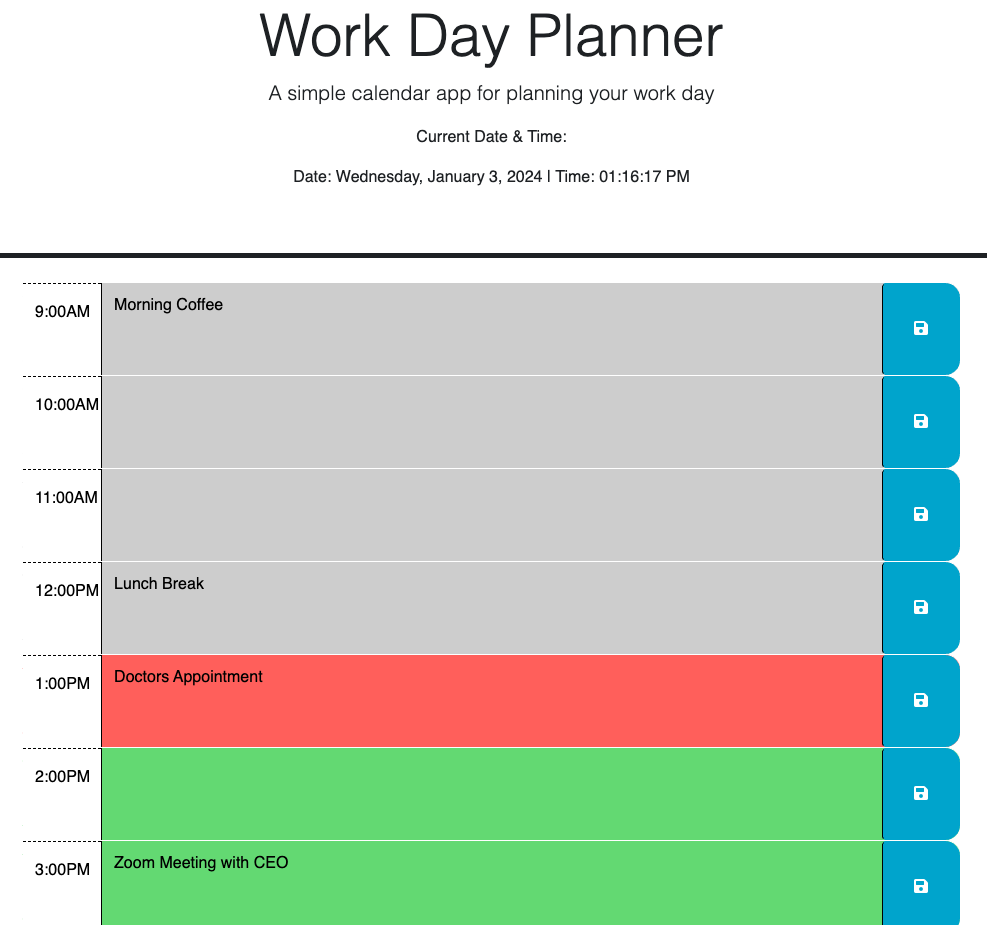 Work Day Planner
A simple calendar app for planning your work day
Current Date & Time:
Date: Wednesday, January 3, 2024 | Time: 01:16:17 PM
9:00AM Morning Coffee
10:00AM
11:00AM
12:00PM Lunch Break
1:00PM Doctors Appointment
2:00PM
3:00PM Zoom Meeting with CEO